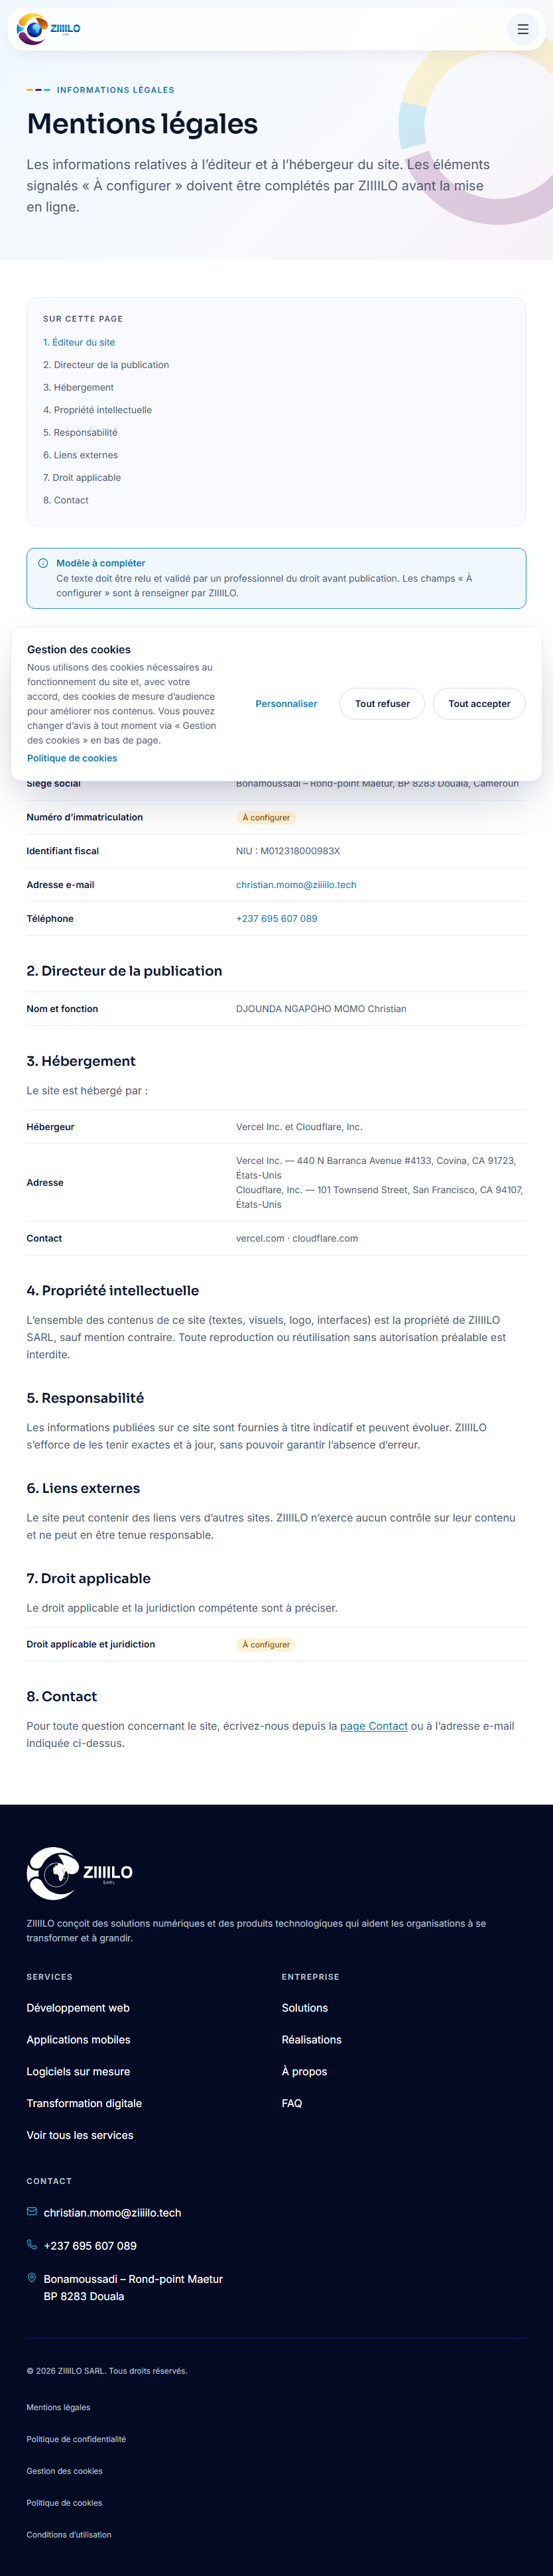 ZIIIILO
SARL
INFORMATIONS LÉGALES
Mentions légales
Les informations relatives à l’éditeur et à l’hébergeur du site. Les éléments
signalés « À configurer » doivent être complétés par ZIIIILO avant la mise
en ligne.
SUR CETTE PAGE
1. Éditeur du site
2. Directeur de la publication
3. Hébergement
4. Propriété intellectuelle
5. Responsabilité
6. Liens externes
7. Droit applicable
8. Contact
Modèle à compléter
Ce texte doit être relu et validé par un professionnel du droit avant publication. Les champs « À
configurer » sont à renseigner par ZIIIILO.
Gestion des cookies
Nous utilisons des cookies nécessaires au
fonctionnement du site et, avec votre
accord, des cookies de mesure d’audience
pour améliorer nos contenus. Vous pouvez
changer d’avis à tout moment via « Gestion
des cookies » en bas de page.
Politique de cookies
Personnaliser
Tout refuser
Tout accepter
Siège social
Bonamoussadi – Rond-point Maetur, BP 8283 Douala, Cameroun
Numéro d’immatriculation
À configurer
Identifiant fiscal
NIU : M012318000983X
Adresse e-mail
christian.momo@ziiiilo.tech
Téléphone
+237 695 607 089
2. Directeur de la publication
Nom et fonction
DJOUNDA NGAPGHO MOMO Christian
3. Hébergement
Le site est hébergé par :
Hébergeur
Vercel Inc. et Cloudflare, Inc.
Adresse
Vercel Inc. — 440 N Barranca Avenue #4133, Covina, CA 91723,
États-Unis
Cloudflare, Inc. — 101 Townsend Street, San Francisco, CA 94107,
États-Unis
Contact
vercel.com · cloudflare.com
4. Propriété intellectuelle
L’ensemble des contenus de ce site (textes, visuels, logo, interfaces) est la propriété de ZIIIILO
SARL, sauf mention contraire. Toute reproduction ou réutilisation sans autorisation préalable est
interdite.
5. Responsabilité
Les informations publiées sur ce site sont fournies à titre indicatif et peuvent évoluer. ZIIIILO
s’efforce de les tenir exactes et à jour, sans pouvoir garantir l’absence d’erreur.
6. Liens externes
Le site peut contenir des liens vers d’autres sites. ZIIIILO n’exerce aucun contrôle sur leur contenu
et ne peut en être tenue responsable.
7. Droit applicable
Le droit applicable et la juridiction compétente sont à préciser.
Droit applicable et juridiction
À configurer
8. Contact
Pour toute question concernant le site, écrivez-nous depuis la page Contact ou à l’adresse e-mail
indiquée ci-dessus.
ZIIIILO
SARL
ZIIIILO conçoit des solutions numériques et des produits technologiques qui aident les organisations à se
transformer et à grandir.
SERVICES
Développement web
Applications mobiles
Logiciels sur mesure
Transformation digitale
Voir tous les services
ENTREPRISE
Solutions
Réalisations
À propos
FAQ
CONTACT
christian.momo@ziiiilo.tech
+237 695 607 089
Bonamoussadi – Rond-point Maetur
BP 8283 Douala
© 2026 ZIIIILO SARL. Tous droits réservés.
Mentions légales
Politique de confidentialité
Gestion des cookies
Politique de cookies
Conditions d’utilisation